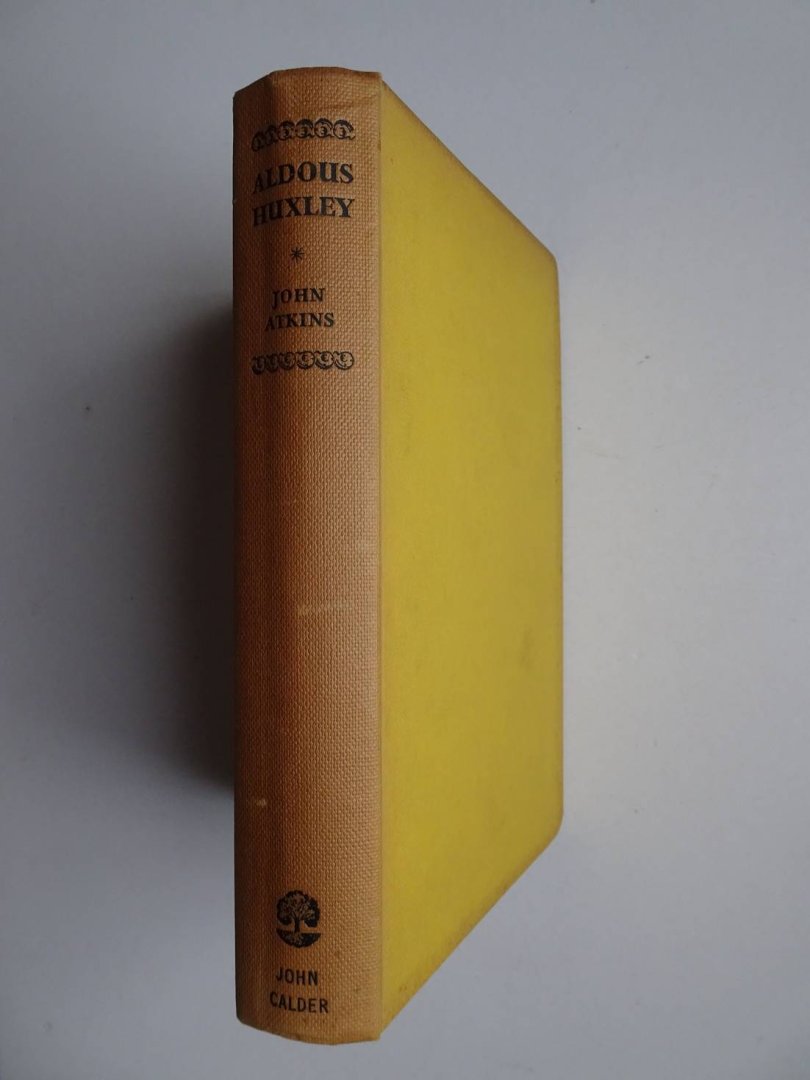 ALDOUS
HUXLEY
*
JOHN
ATKINS
JOHN
CALDER